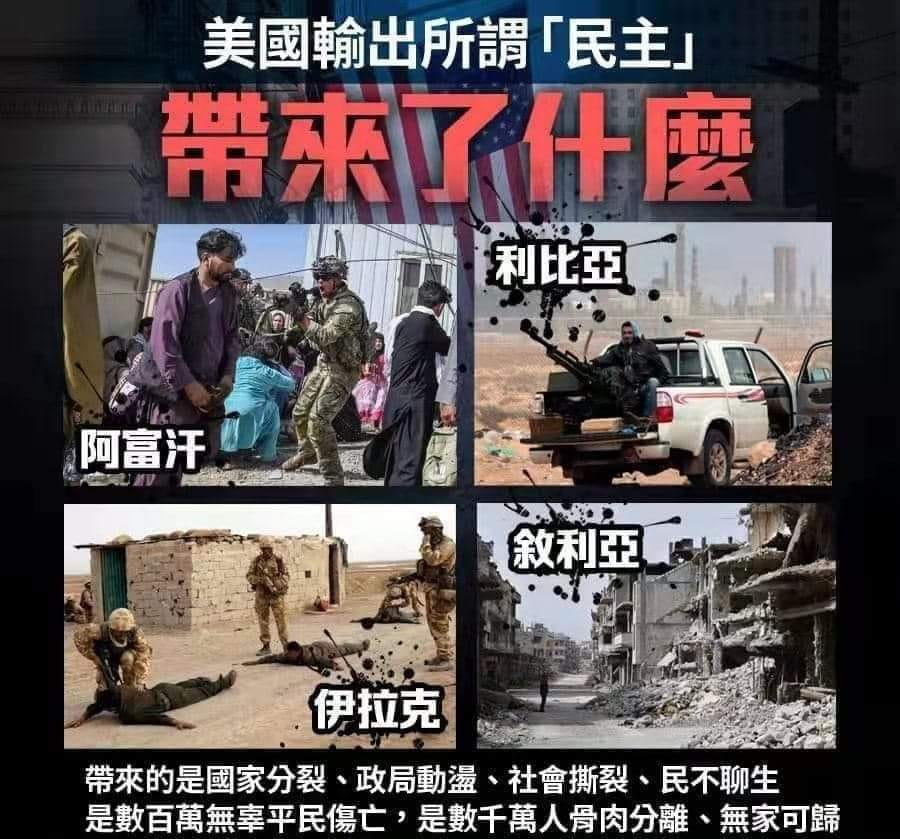 美國輸出所謂「民主」
帶來了什麼
阿富汗
利比亞
伊拉克
敘利亞
帶來的是國家分裂、政局動盪、社會撕裂、民不聊生
是數百萬無辜平民傷亡，是數千萬人骨肉分離、無家可歸